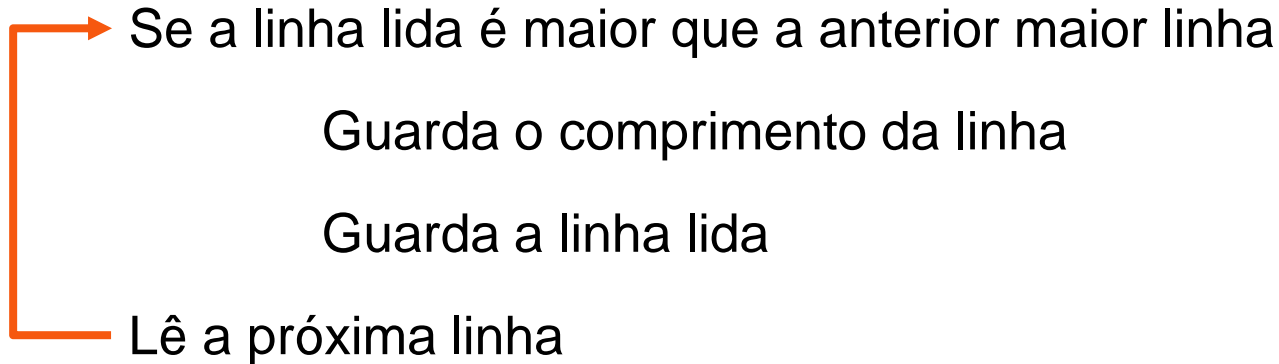 Se a linha lida é maior que a anterior maior linha
Guarda o comprimento da linha
Guarda a linha lida
Lê a próxima linha